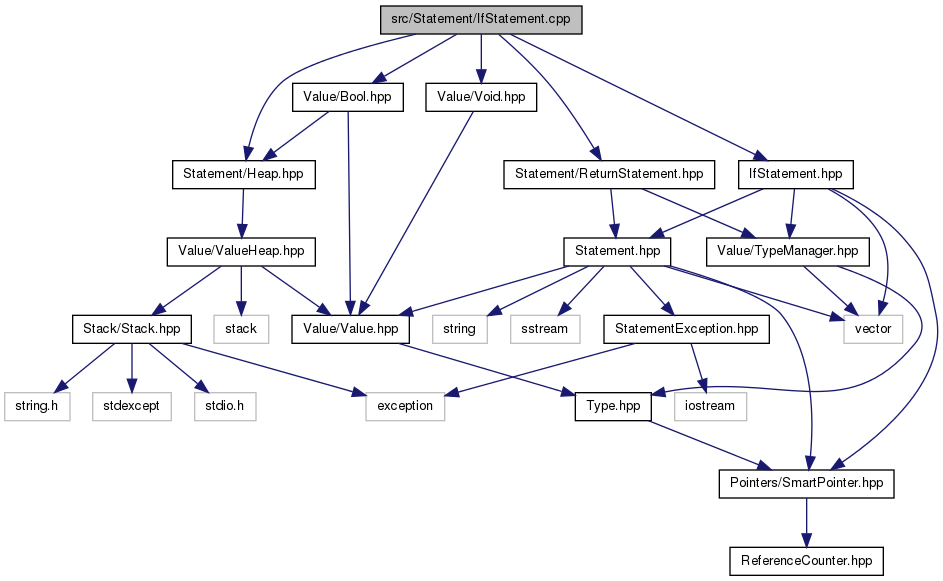 src/Statement/IfStatement.cpp
Value/Bool.hpp
Value/Void.hpp
Statement/Heap.hpp
Statement/ReturnStatement.hpp
IfStatement.hpp
Value/ValueHeap.hpp
Statement.hpp
Value/TypeManager.hpp
Stack/Stack.hpp
stack
Value/Value.hpp
string
sstream
StatementException.hpp
vector
string.h
stdexcept
stdio.h
exception
Type.hpp
iostream
Pointers/SmartPointer.hpp
ReferenceCounter.hpp